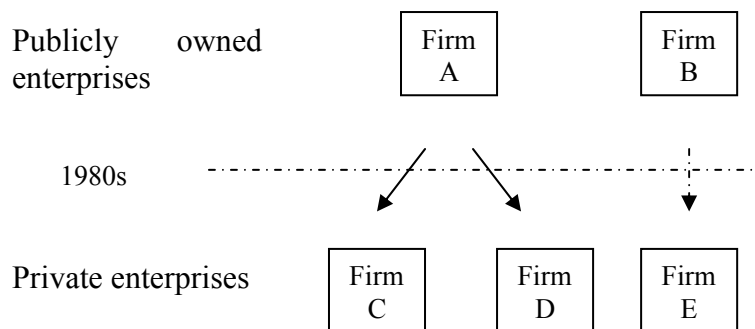 Publicly owned
enterprises
Firm
A
Firm
B
1980s
Private enterprises
Firm
C
Firm
D
Firm
E